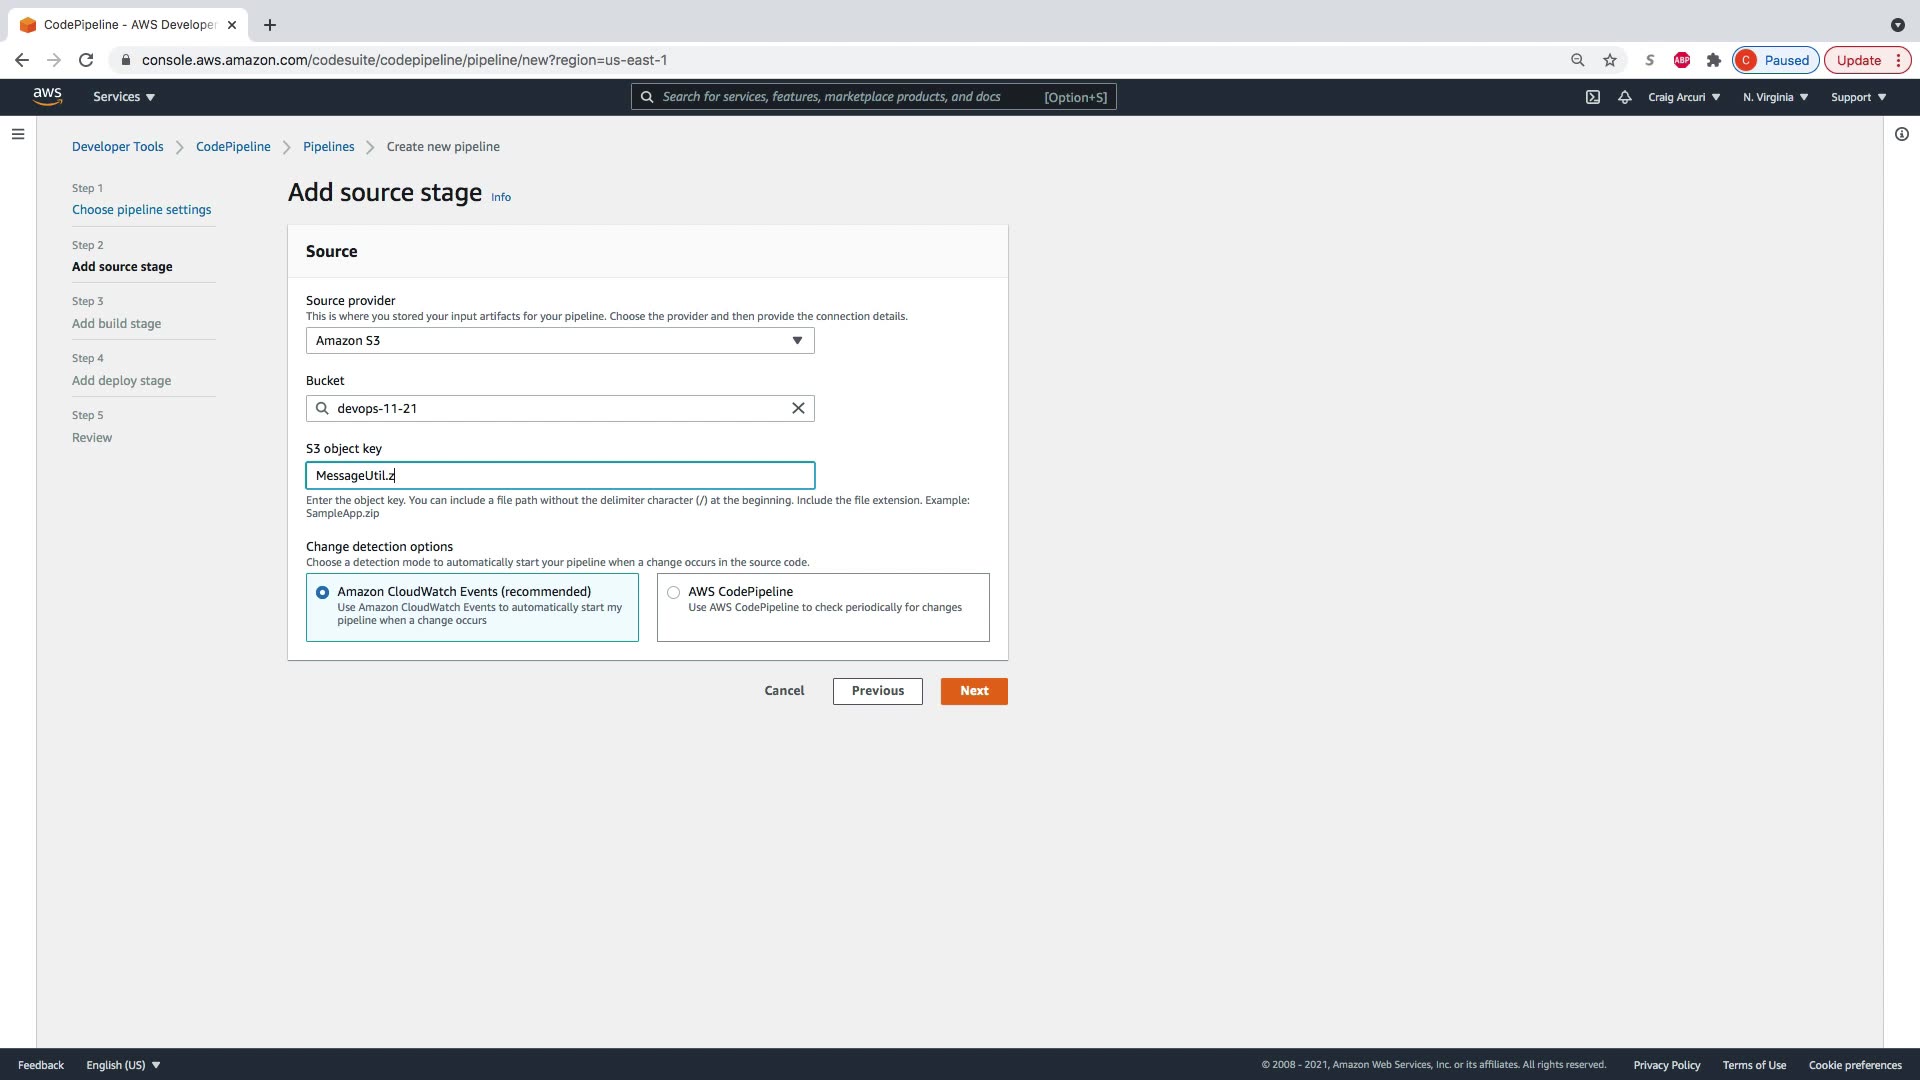 CodePipeline - AWS Developer
console.aws.amazon.com/codesuite/codepipeline/pipeline/new?region=us-east-1
S
ABP
C
Paused
Update
aws
Services
Search for services, features, marketplace products, and docs
[Option+S]
Craig Arcuri
N. Virginia
Support
Developer Tools
CodePipeline
Pipelines
Create new pipeline
Step 1
Choose pipeline settings
Step 2
Add source stage
Step 3
Add build stage
Step 4
Add deploy stage
Step 5
Review
Add source stage Info
Source
Source provider
This is where you stored your input artifacts for your pipeline. Choose the provider and then provide the connection details.
Amazon S3
Bucket
devops-11-21
S3 object key
MessageUtil.z
Enter the object key. You can include a file path without the delimiter character (/) at the beginning. Include the file extension. Example:
SampleApp.zip
Change detection options
Choose a detection mode to automatically start your pipeline when a change occurs in the source code.
Amazon CloudWatch Events (recommended)
Use Amazon CloudWatch Events to automatically start my
pipeline when a change occurs
AWS CodePipeline
Use AWS CodePipeline to check periodically for changes
Cancel
Previous
Next
Feedback
English (US)
© 2008 - 2021, Amazon Web Services, Inc. or its affiliates. All rights reserved.
Privacy Policy
Terms of Use
Cookie preferences